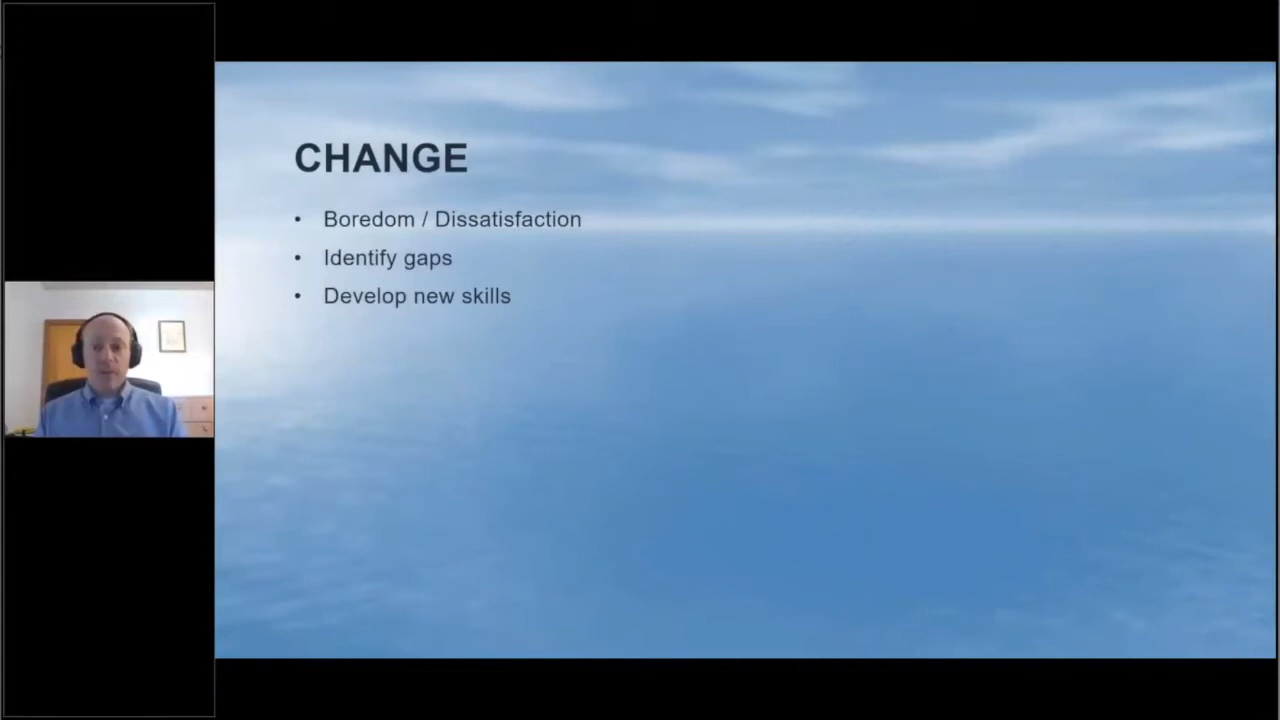 CHANGE
• Boredom / Dissatisfaction
• Identify gaps
• Develop new skills